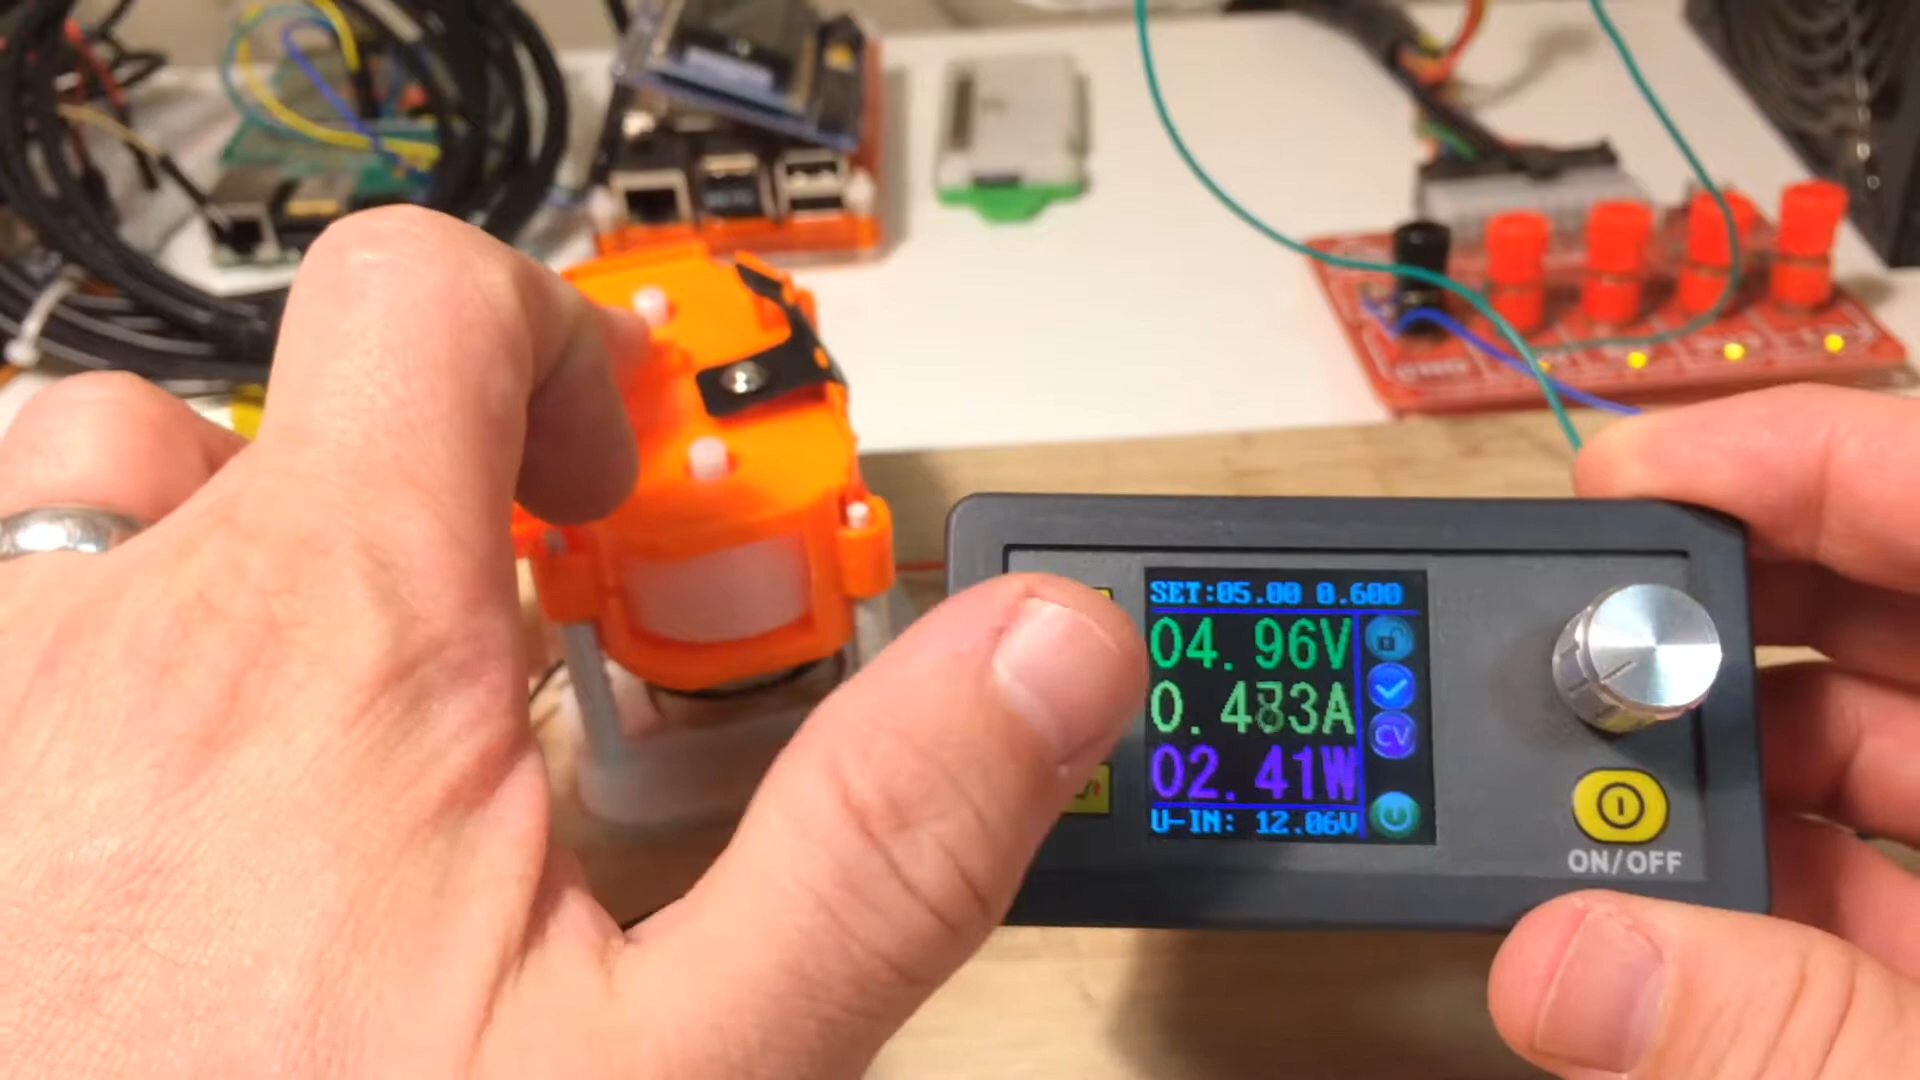 SET:05.00 0.600
04.96V
0.483A
CV
02.41W
U-IN: 12.06V
ON/OFF